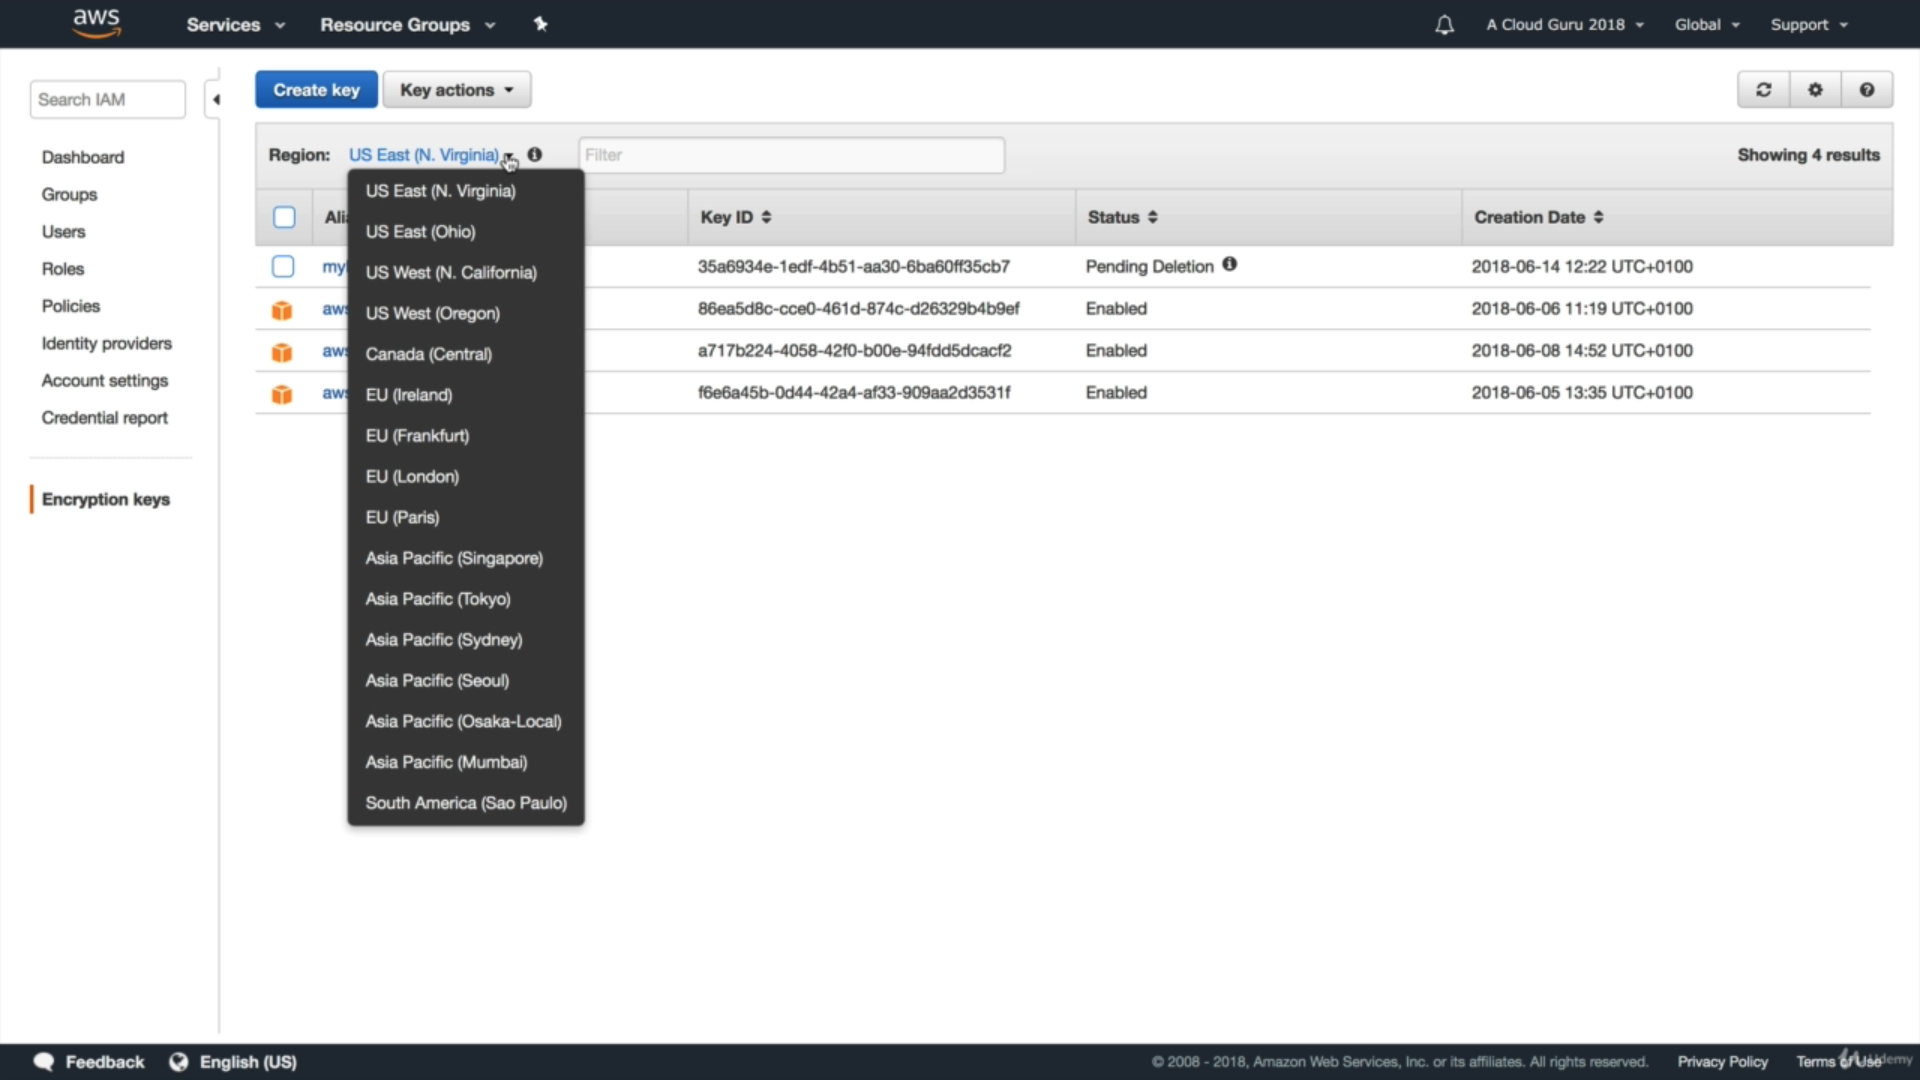 aws Services Resource Groups A Cloud Guru 2018 Global Support
Search IAM
Dashboard
Groups
Users
Roles
Policies
Identity providers
Account settings
Credential report
Encryption keys
Create key Key actions
Region: US East (N. Virginia) Filter Showing 4 results
Key ID Status Creation Date
35a6934e-1edf-4b51-aa30-6ba60ff35cb7 Pending Deletion 2018-06-14 12:22 UTC+0100
aws 86ea5d8c-cce0-461d-874c-d26329b4b9ef Enabled 2018-06-06 11:19 UTC+0100
aws a717b224-4058-42f0-b00e-94fdd5dcacf2 Enabled 2018-06-08 14:52 UTC+0100
aws f6e6a45b-0d44-42a4-af33-909aa2d3531f Enabled 2018-06-05 13:35 UTC+0100
US East (N. Virginia)
US East (Ohio)
US West (N. California)
US West (Oregon)
Canada (Central)
EU (Ireland)
EU (Frankfurt)
EU (London)
EU (Paris)
Asia Pacific (Singapore)
Asia Pacific (Tokyo)
Asia Pacific (Sydney)
Asia Pacific (Seoul)
Asia Pacific (Osaka-Local)
Asia Pacific (Mumbai)
South America (Sao Paulo)
Feedback English (US) © 2008 - 2018, Amazon Web Services, Inc. or its affiliates. All rights reserved. Privacy Policy Terms of Use